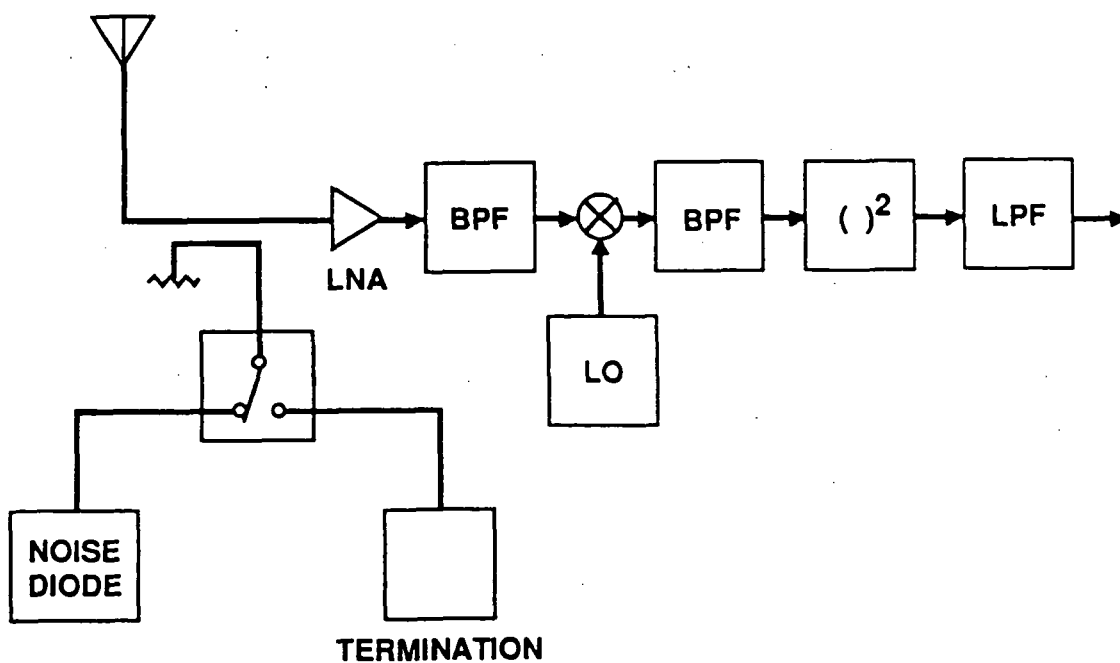 BPF
BPF
( )²
LPF
LNA
LO
NOISE
DIODE
TERMINATION